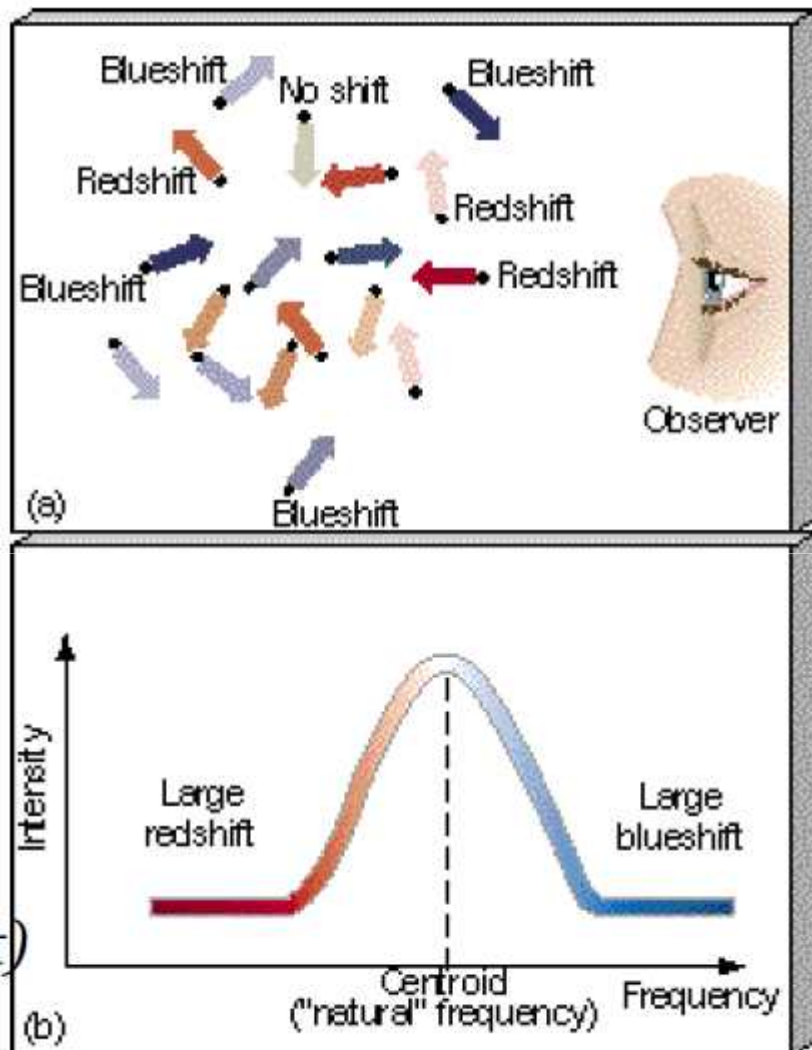 Blueshift
No shift
Blueshift
Redshift
Redshift
Blueshift
Redshift
Observer
Blueshift
(a)
Intensity
Large
redshift
Large
blueshift
)
Centroid
("natural" frequency)
Frequency
(b)